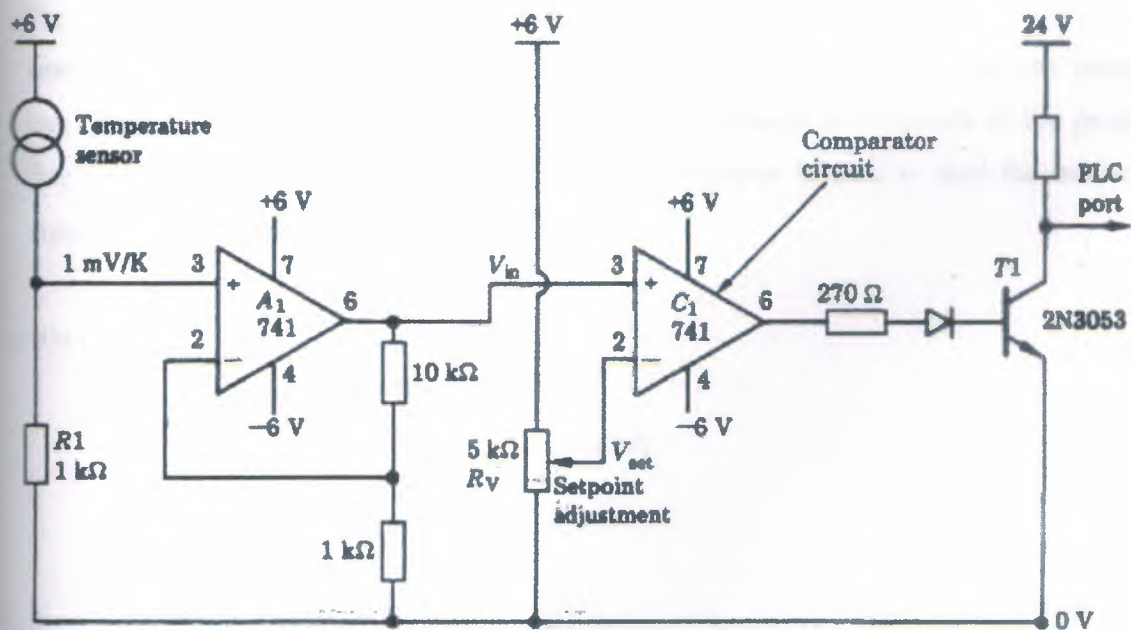 +6 V
+6 V
24 V
Temperature
sensor
Comparator
circuit
PLC
port
+6 V
+6 V
1 mV/K
3
+
7
A1
741
6
2
−
4
−6 V
Vin
3
+
7
C1
741
6
2
−
4
−6 V
270 Ω
T1
2N3053
10 kΩ
R1
1 kΩ
5 kΩ
RV
Vset
Setpoint
adjustment
1 kΩ
0 V